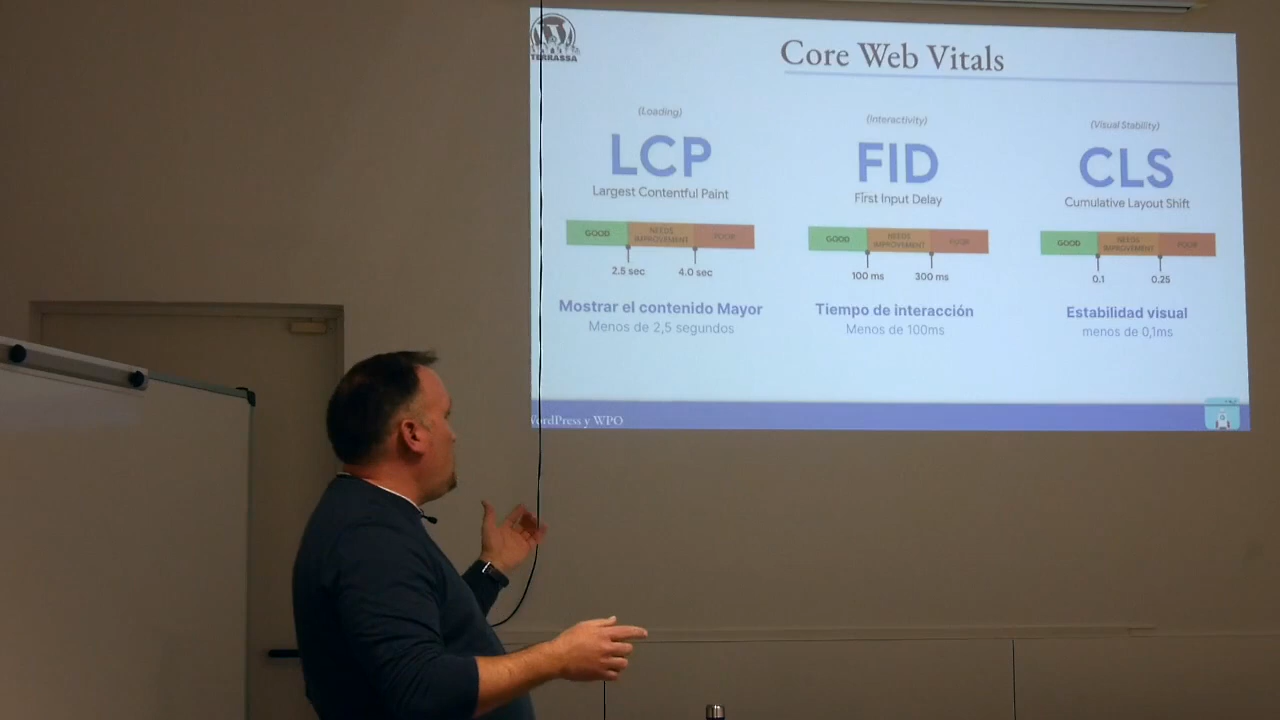 TERRASSA
Core Web Vitals
(Loading)
LCP
Largest Contentful Paint
GOOD
NEEDS
IMPROVEMENT
POOR
2.5 sec
4.0 sec
Mostrar el contenido Mayor
Menos de 2,5 segundos
(Interactivity)
FID
First Input Delay
GOOD
NEEDS
IMPROVEMENT
POOR
100 ms
300 ms
Tiempo de interacción
Menos de 100ms
(Visual Stability)
CLS
Cumulative Layout Shift
GOOD
NEEDS
IMPROVEMENT
POOR
0.1
0.25
Estabilidad visual
menos de 0,1ms
WordPress y WPO